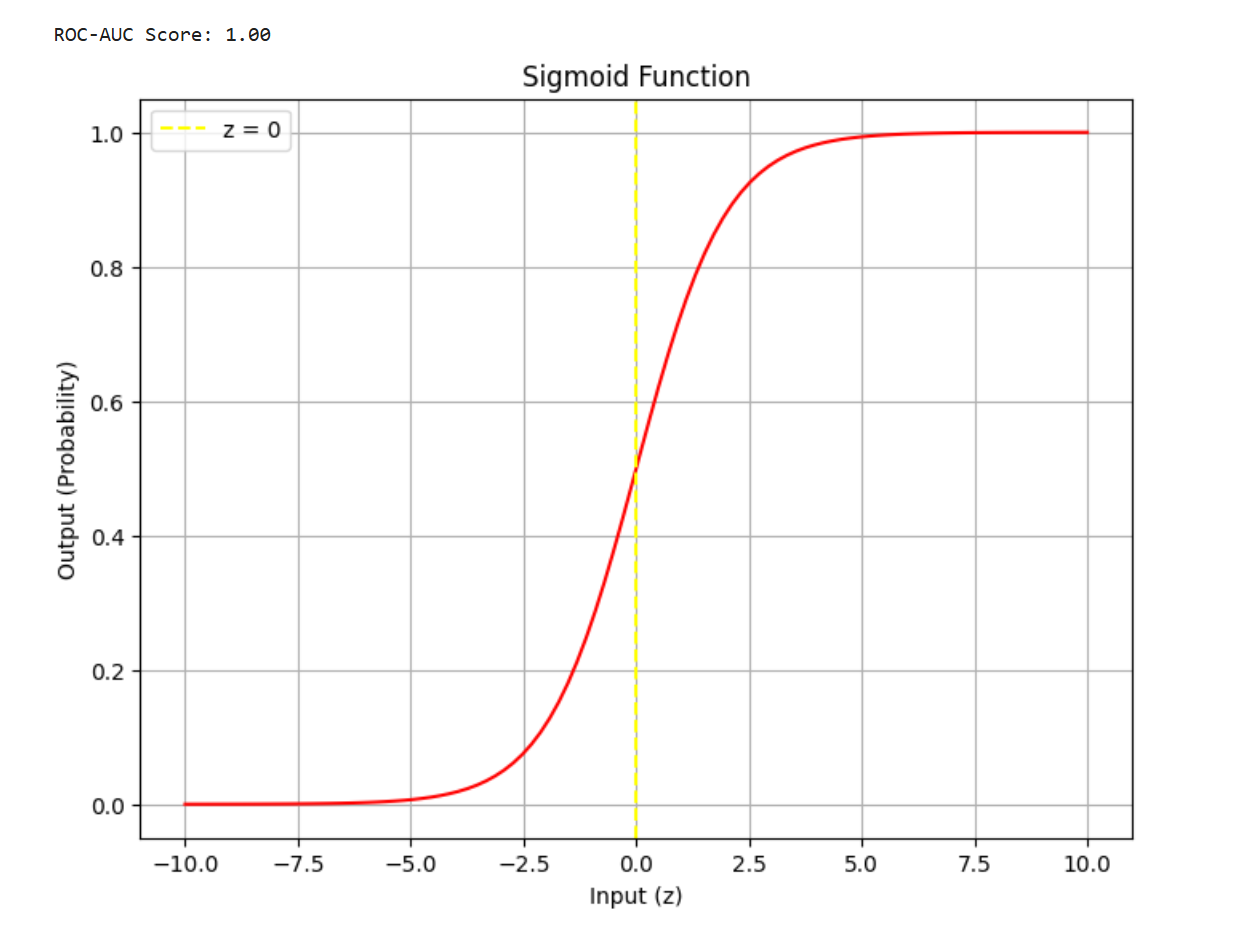 ROC-AUC Score: 1.00
Sigmoid Function
z = 0
1.0
0.8
0.6
0.4
0.2
0.0
Output (Probability)
−10.0 −7.5 −5.0 −2.5 0.0 2.5 5.0 7.5 10.0
Input (z)